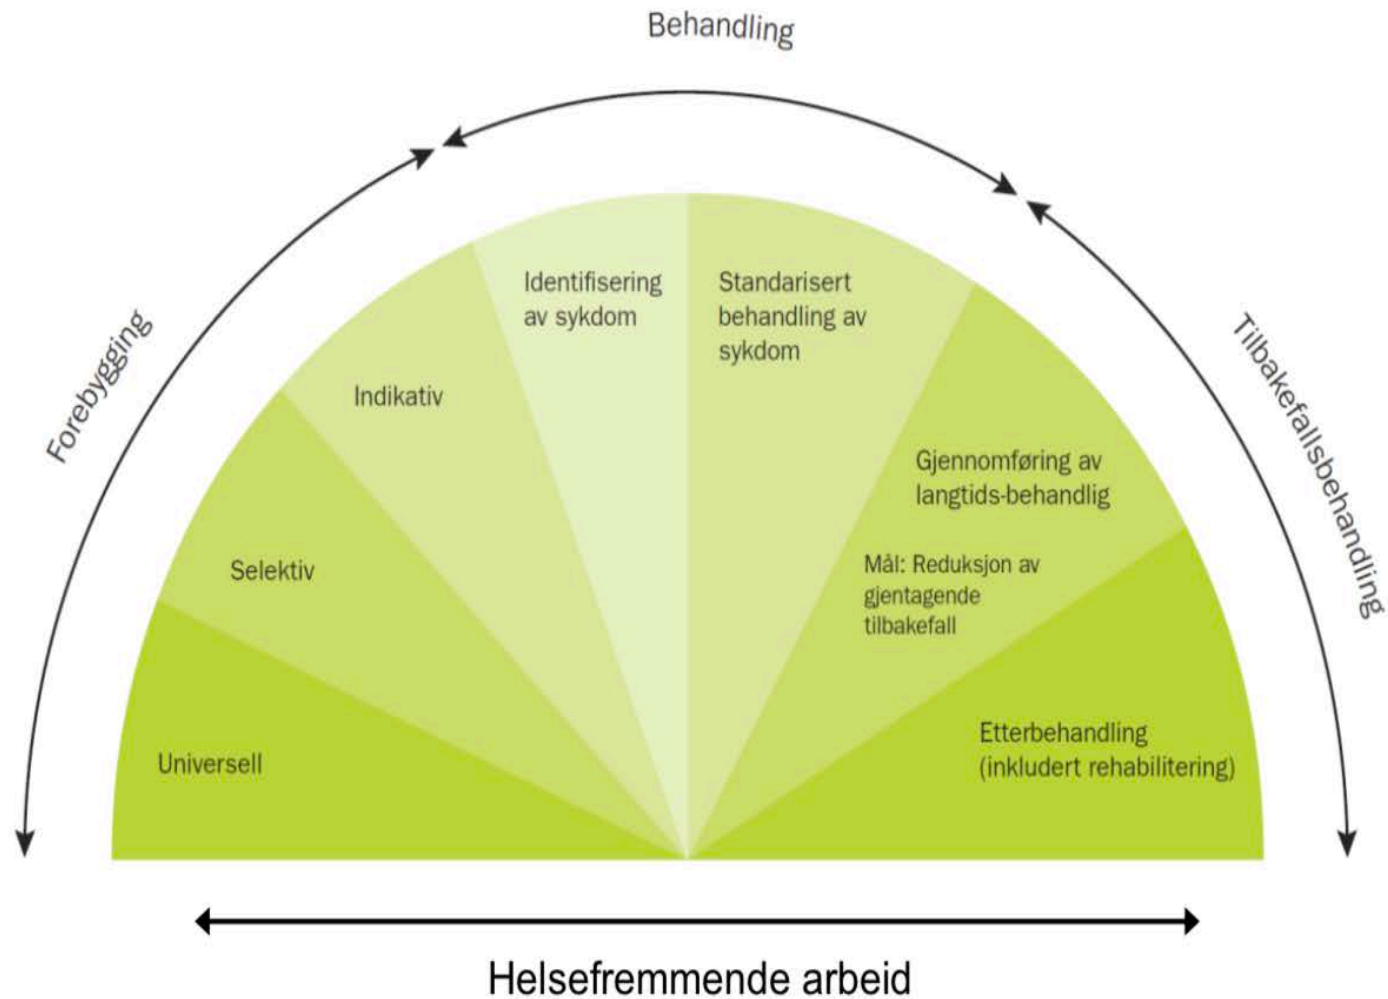 Behandling
Forebygging
Tilbakefallsbehandling
Identifisering
av sykdom
Standarisert
behandling av
sykdom
Indikativ
Gjennomføring av
langtids-behandlig
Selektiv
Mål: Reduksjon av
gjentagende
tilbakefall
Universell
Etterbehandling
(inkludert rehabilitering)
Helsefremmende arbeid